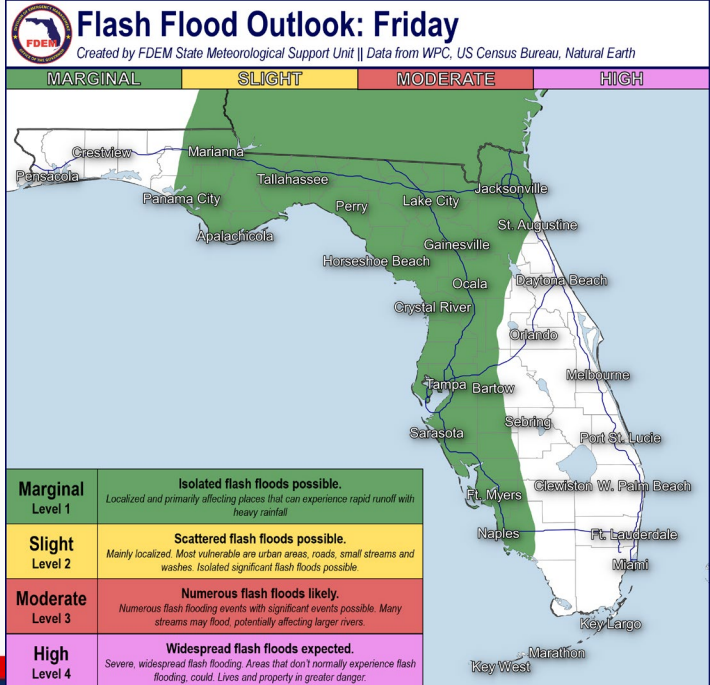 Flash Flood Outlook: Friday
Created by FDEM State Meteorological Support Unit || Data from WPC, US Census Bureau, Natural Earth
FDEM
MARGINAL SLIGHT MODERATE HIGH
Crestview
Marianna
Pensacola
Tallahassee
Jacksonville
Panama City
Perry
Lake City
St. Augustine
Apalachicola
Gainesville
Horseshoe Beach
Ocala
Daytona Beach
Crystal River
Orlando
Melbourne
Tampa
Bartow
Sebring
Sarasota
Port St. Lucie
Clewiston
W. Palm Beach
Ft. Myers
Naples
Ft. Lauderdale
Miami
Key Largo
Marathon
Key West
Marginal
Level 1
Isolated flash floods possible.
Localized and primarily affecting places that can experience rapid runoff with
heavy rainfall
Slight
Level 2
Scattered flash floods possible.
Mainly localized. Most vulnerable are urban areas, roads, small streams and
washes. Isolated significant flash floods possible.
Moderate
Level 3
Numerous flash floods likely.
Numerous flash flooding events with significant events possible. Many
streams may flood, potentially affecting larger rivers.
High
Level 4
Widespread flash floods expected.
Severe, widespread flash flooding. Areas that don't normally experience flash
flooding, could. Lives and property in greater danger.